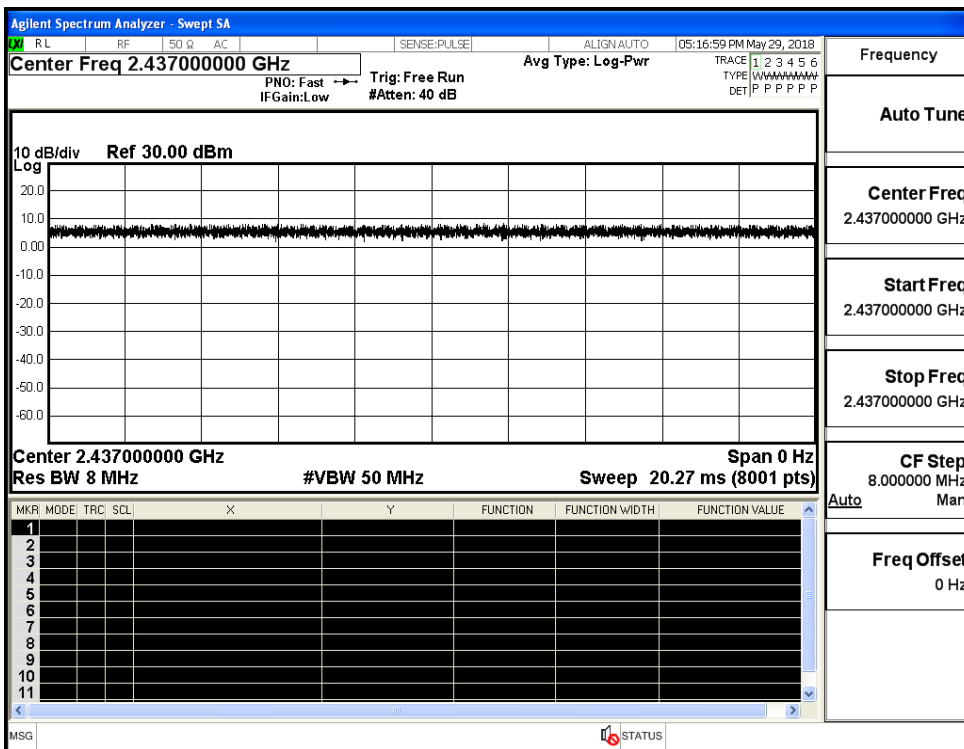 Agilent Spectrum Analyzer - Swept SA
LXI RL RF 50 Ω AC SENSE:PULSE ALIGN AUTO 05:16:59 PM May 29, 2018
Center Freq 2.437000000 GHz
PNO: Fast
IFGain:Low
Trig: Free Run
#Atten: 40 dB
Avg Type: Log-Pwr
TRACE 1 2 3 4 5 6
TYPE WWWWWW
DET P P P P P P
10 dB/div Ref 30.00 dBm
Log
20.0
10.0
0.00
-10.0
-20.0
-30.0
-40.0
-50.0
-60.0
Center 2.437000000 GHz Span 0 Hz
Res BW 8 MHz #VBW 50 MHz Sweep 20.27 ms (8001 pts)
MKR MODE TRC SCL X Y FUNCTION FUNCTION WIDTH FUNCTION VALUE
1
2
3
4
5
6
7
8
9
10
11
MSG STATUS
Frequency
Auto Tune
Center Freq
2.437000000 GHz
Start Freq
2.437000000 GHz
Stop Freq
2.437000000 GHz
CF Step
8.000000 MHz
Auto Man
Freq Offset
0 Hz